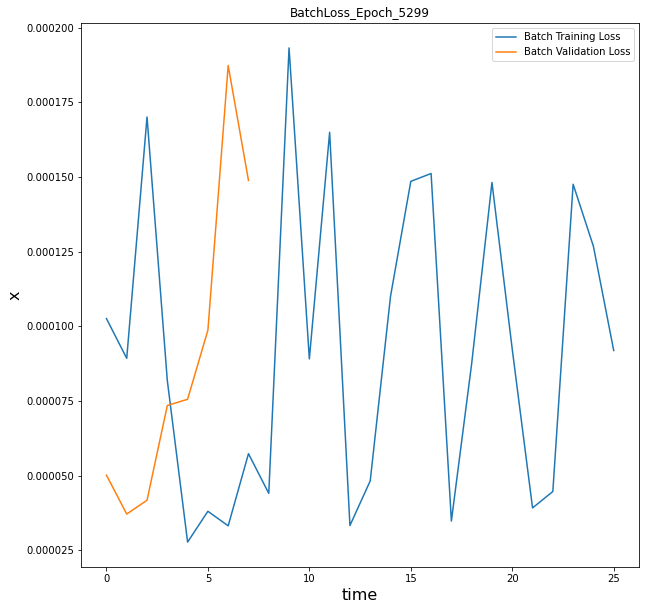 BatchLoss_Epoch_5299
Batch Training Loss
Batch Validation Loss
0.000200
0.000175
0.000150
0.000125
0.000100
0.000075
0.000050
0.000025
x
0
5
10
15
20
25
time